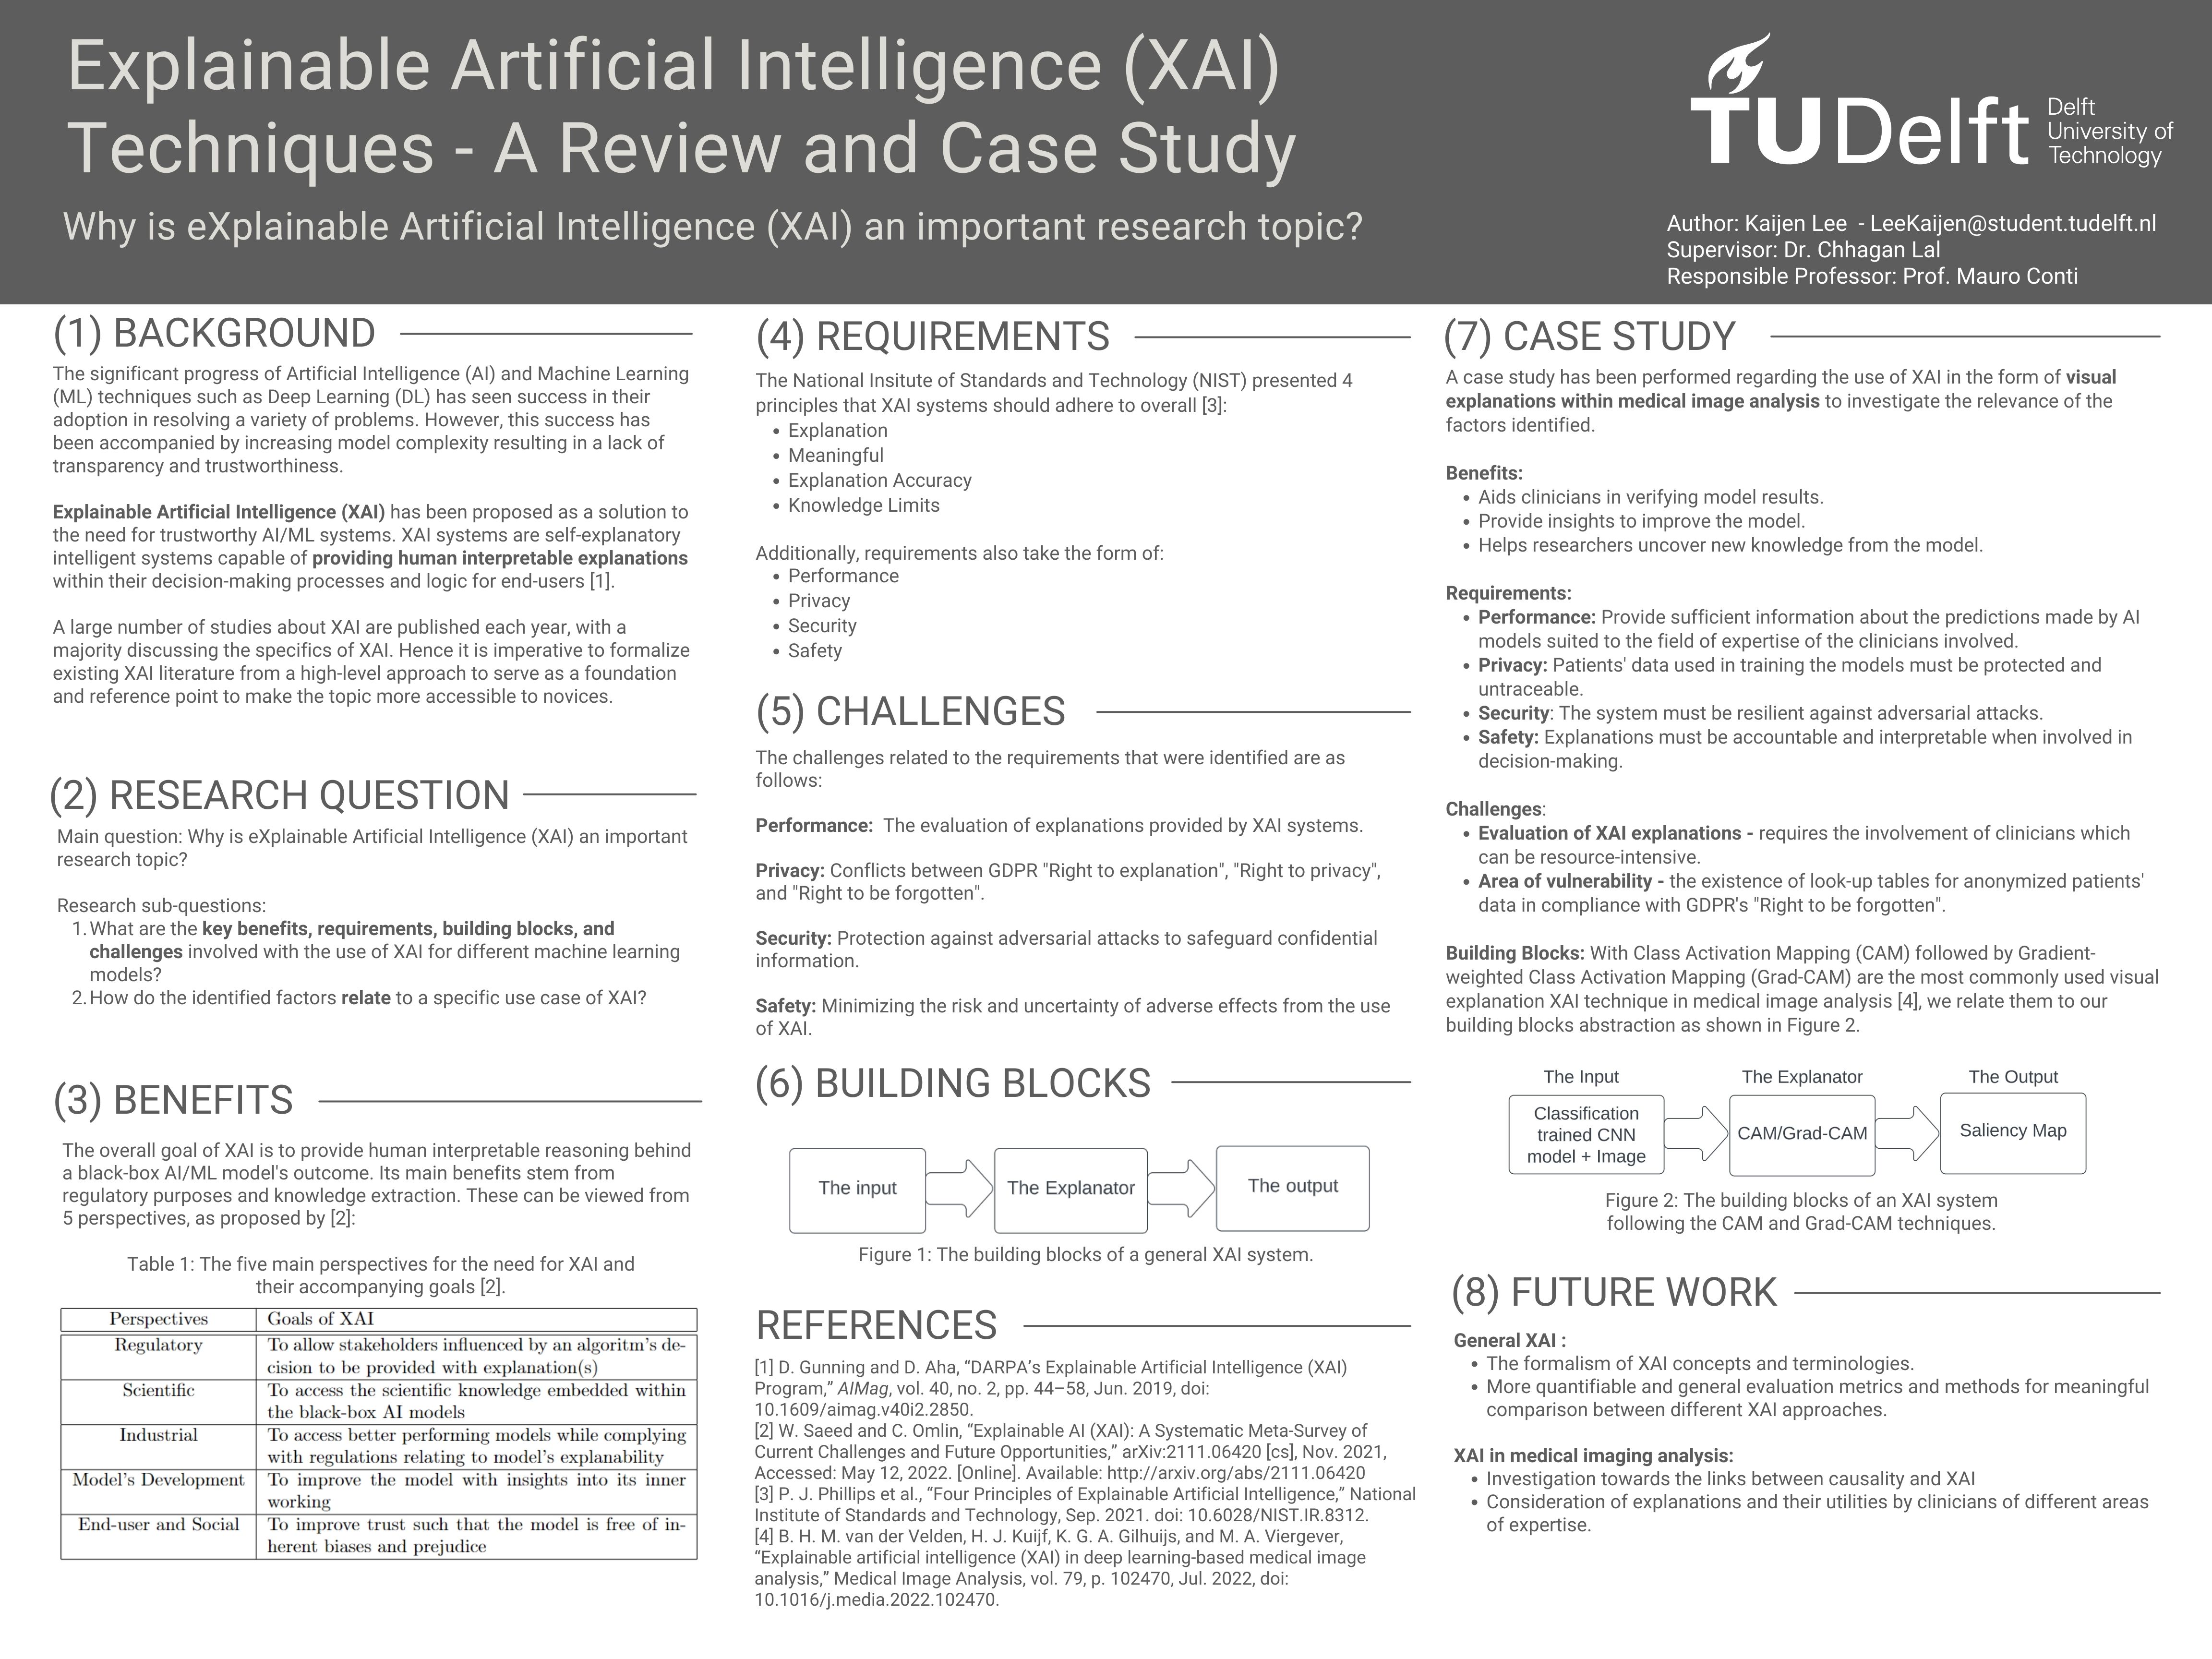 Explainable Artificial Intelligence (XAI)
Techniques - A Review and Case Study
Why is eXplainable Artificial Intelligence (XAI) an important research topic?
TUDelft
Delft
University of
Technology
Author: Kaijen Lee - LeeKaijen@student.tudelft.nl
Supervisor: Dr. Chhagan Lal
Responsible Professor: Prof. Mauro Conti
(1) BACKGROUND
The significant progress of Artificial Intelligence (AI) and Machine Learning
(ML) techniques such as Deep Learning (DL) has seen success in their
adoption in resolving a variety of problems. However, this success has
been accompanied by increasing model complexity resulting in a lack of
transparency and trustworthiness.
Explainable Artificial Intelligence (XAI) has been proposed as a solution to
the need for trustworthy AI/ML systems. XAI systems are self-explanatory
intelligent systems capable of providing human interpretable explanations
within their decision-making processes and logic for end-users [1].
A large number of studies about XAI are published each year, with a
majority discussing the specifics of XAI. Hence it is imperative to formalize
existing XAI literature from a high-level approach to serve as a foundation
and reference point to make the topic more accessible to novices.
(2) RESEARCH QUESTION
Main question: Why is eXplainable Artificial Intelligence (XAI) an important
research topic?
Research sub-questions:
1. What are the key benefits, requirements, building blocks, and
challenges involved with the use of XAI for different machine learning
models?
2. How do the identified factors relate to a specific use case of XAI?
(3) BENEFITS
The overall goal of XAI is to provide human interpretable reasoning behind
a black-box AI/ML model's outcome. Its main benefits stem from
regulatory purposes and knowledge extraction. These can be viewed from
5 perspectives, as proposed by [2]:
Table 1: The five main perspectives for the need for XAI and
their accompanying goals [2].
Perspectives Goals of XAI
Regulatory To allow stakeholders influenced by an algoritm's de-
cision to be provided with explanation(s)
Scientific To access the scientific knowledge embedded within
the black-box AI models
Industrial To access better performing models while complying
with regulations relating to model's explanability
Model's Development To improve the model with insights into its inner
working
End-user and Social To improve trust such that the model is free of in-
herent biases and prejudice
(4) REQUIREMENTS
The National Insitute of Standards and Technology (NIST) presented 4
principles that XAI systems should adhere to overall [3]:
• Explanation
• Meaningful
• Explanation Accuracy
• Knowledge Limits
Additionally, requirements also take the form of:
• Performance
• Privacy
• Security
• Safety
(5) CHALLENGES
The challenges related to the requirements that were identified are as
follows:
Performance: The evaluation of explanations provided by XAI systems.
Privacy: Conflicts between GDPR "Right to explanation", "Right to privacy",
and "Right to be forgotten".
Security: Protection against adversarial attacks to safeguard confidential
information.
Safety: Minimizing the risk and uncertainty of adverse effects from the use
of XAI.
(6) BUILDING BLOCKS
The input
The Explanator
The output
Figure 1: The building blocks of a general XAI system.
REFERENCES
[1] D. Gunning and D. Aha, “DARPA’s Explainable Artificial Intelligence (XAI)
Program,” AIMag, vol. 40, no. 2, pp. 44–58, Jun. 2019, doi:
10.1609/aimag.v40i2.2850.
[2] W. Saeed and C. Omlin, “Explainable AI (XAI): A Systematic Meta-Survey of
Current Challenges and Future Opportunities,” arXiv:2111.06420 [cs], Nov. 2021,
Accessed: May 12, 2022. [Online]. Available: http://arxiv.org/abs/2111.06420
[3] P. J. Phillips et al., “Four Principles of Explainable Artificial Intelligence,” National
Institute of Standards and Technology, Sep. 2021. doi: 10.6028/NIST.IR.8312.
[4] B. H. M. van der Velden, H. J. Kuijf, K. G. A. Gilhuijs, and M. A. Viergever,
“Explainable artificial intelligence (XAI) in deep learning-based medical image
analysis,” Medical Image Analysis, vol. 79, p. 102470, Jul. 2022, doi:
10.1016/j.media.2022.102470.
(7) CASE STUDY
A case study has been performed regarding the use of XAI in the form of visual
explanations within medical image analysis to investigate the relevance of the
factors identified.
Benefits:
• Aids clinicians in verifying model results.
• Provide insights to improve the model.
• Helps researchers uncover new knowledge from the model.
Requirements:
• Performance: Provide sufficient information about the predictions made by AI
models suited to the field of expertise of the clinicians involved.
• Privacy: Patients' data used in training the models must be protected and
untraceable.
• Security: The system must be resilient against adversarial attacks.
• Safety: Explanations must be accountable and interpretable when involved in
decision-making.
Challenges:
• Evaluation of XAI explanations - requires the involvement of clinicians which
can be resource-intensive.
• Area of vulnerability - the existence of look-up tables for anonymized patients'
data in compliance with GDPR's "Right to be forgotten".
Building Blocks: With Class Activation Mapping (CAM) followed by Gradient-
weighted Class Activation Mapping (Grad-CAM) are the most commonly used visual
explanation XAI technique in medical image analysis [4], we relate them to our
building blocks abstraction as shown in Figure 2.
The Input
The Explanator
The Output
Classification
trained CNN
model + Image
CAM/Grad-CAM
Saliency Map
Figure 2: The building blocks of an XAI system
following the CAM and Grad-CAM techniques.
(8) FUTURE WORK
General XAI :
• The formalism of XAI concepts and terminologies.
• More quantifiable and general evaluation metrics and methods for meaningful
comparison between different XAI approaches.
XAI in medical imaging analysis:
• Investigation towards the links between causality and XAI
• Consideration of explanations and their utilities by clinicians of different areas
of expertise.